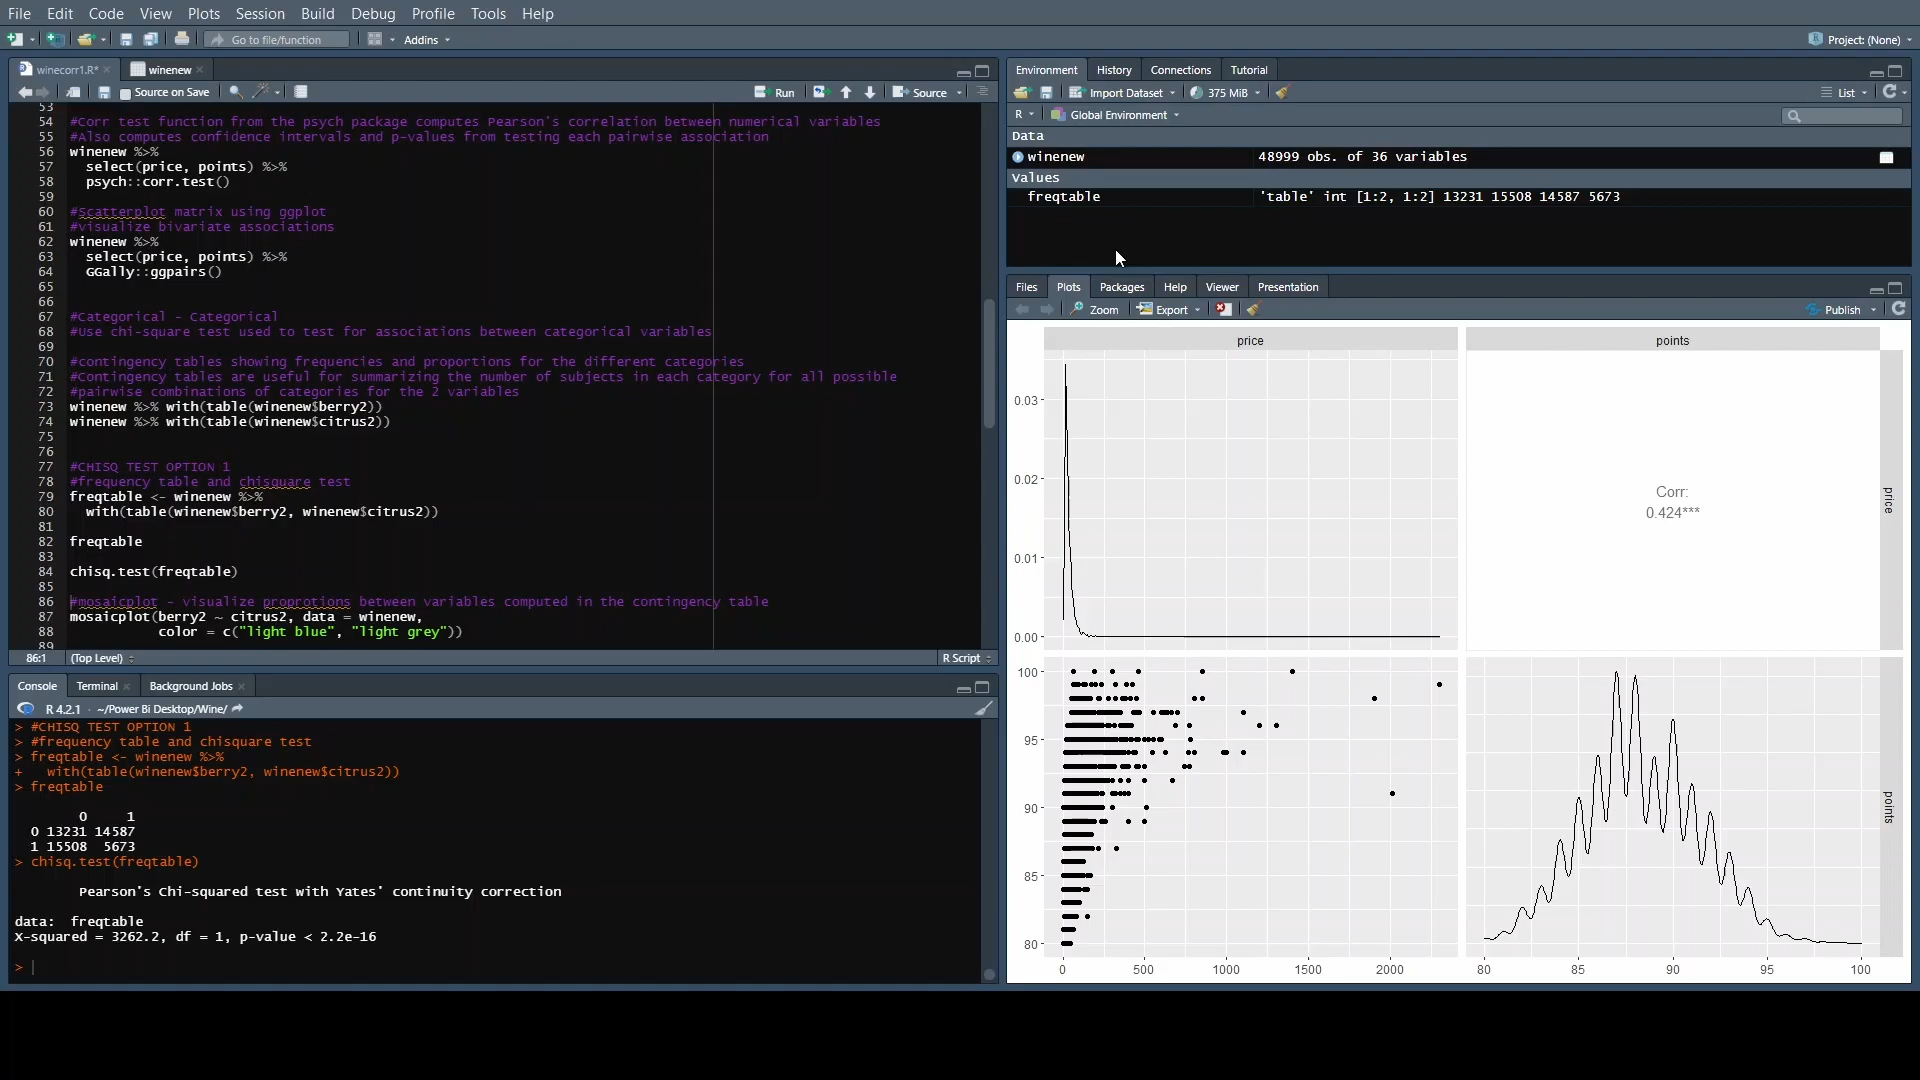 File Edit Code View Plots Session Build Debug Profile Tools Help
Go to file/function Addins
Project: (None)
winecorr1.R* winenew
Source on Save Run Source
53
54 #Corr test function from the psych package computes Pearson's correlation between numerical variables
55 #Also computes confidence intervals and p-values from testing each pairwise association
56 winenew %>%
57 select(price, points) %>%
58 psych::corr.test()
59
60 #Scatterplot matrix using ggplot
61 #visualize bivariate associations
62 winenew %>%
63 select(price, points) %>%
64 GGally::ggpairs()
65
66
67 #Categorical - Categorical
68 #Use chi-square test used to test for associations between categorical variables
69
70 #contingency tables showing frequencies and proportions for the different categories
71 #Contingency tables are useful for summarizing the number of subjects in each category for all possible
72 #pairwise combinations of categories for the 2 variables
73 winenew %>% with(table(winenew$berry2))
74 winenew %>% with(table(winenew$citrus2))
75
76
77 #CHISQ TEST OPTION 1
78 #frequency table and chisquare test
79 freqtable <- winenew %>%
80 with(table(winenew$berry2, winenew$citrus2))
81
82 freqtable
83
84 chisq.test(freqtable)
85
86 #mosaicplot - visualize proprotions between variables computed in the contingency table
87 mosaicplot(berry2 ~ citrus2, data = winenew,
88 color = c("light blue", "light grey"))
89
86:1 (Top Level) R Script
Console Terminal Background Jobs
R 4.2.1 · ~/Power Bi Desktop/Wine/
> #CHISQ TEST OPTION 1
> #frequency table and chisquare test
> freqtable <- winenew %>%
+ with(table(winenew$berry2, winenew$citrus2))
> freqtable
0 1
0 13231 14587
1 15508 5673
> chisq.test(freqtable)
Pearson's Chi-squared test with Yates' continuity correction
data: freqtable
X-squared = 3262.2, df = 1, p-value < 2.2e-16
>
Environment History Connections Tutorial
Import Dataset 375 MiB List
R Global Environment
Data
winenew 48999 obs. of 36 variables
Values
freqtable 'table' int [1:2, 1:2] 13231 15508 14587 5673
Files Plots Packages Help Viewer Presentation
Zoom Export Publish
price points
0.03
0.02
0.01
0.00
Corr:
0.424***
price
100
95
90
85
80
points
0 500 1000 1500 2000
80 85 90 95 100